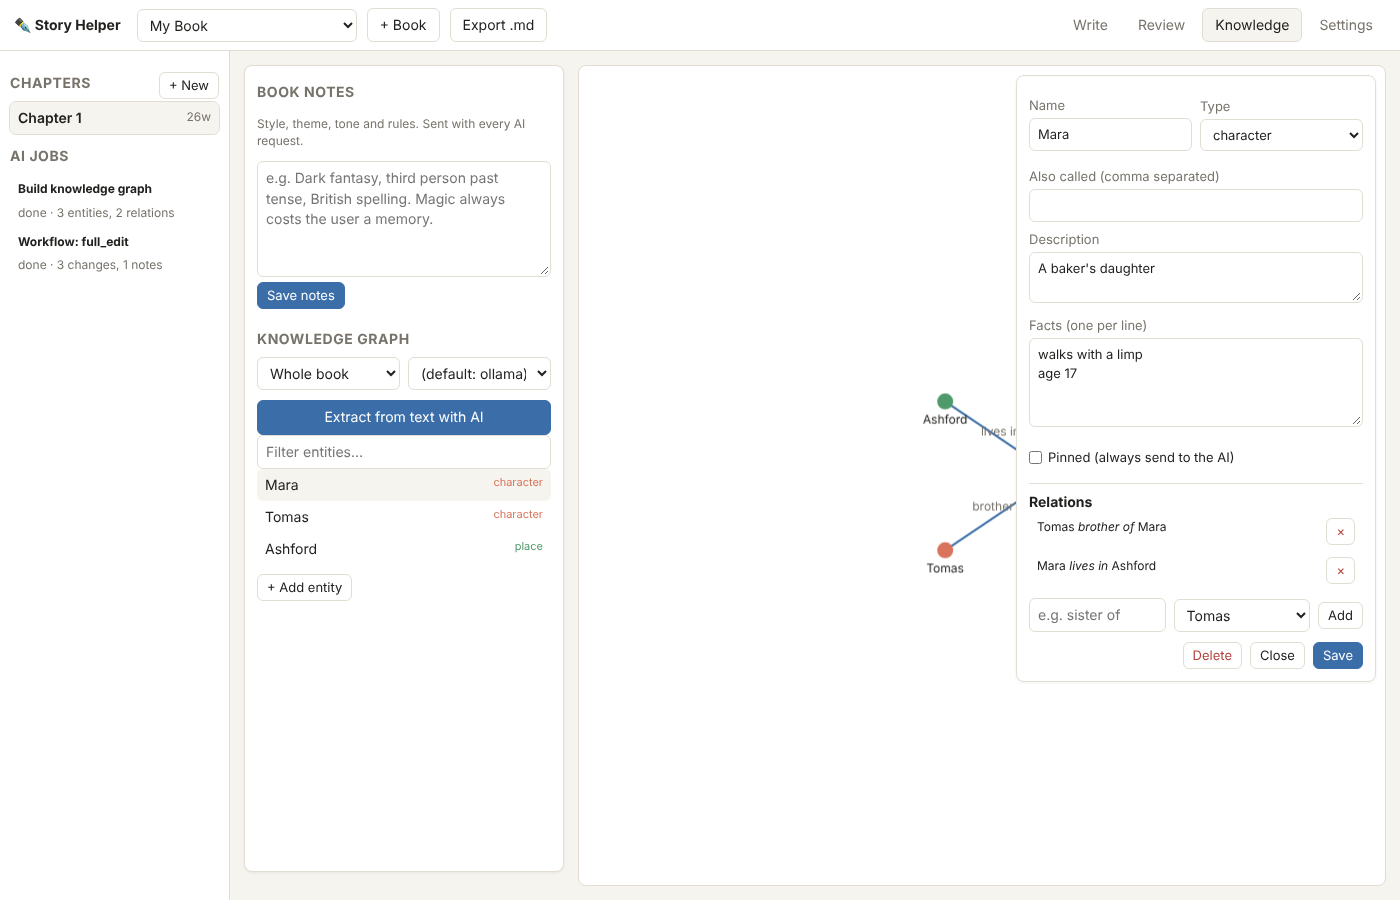 Story Helper
My Book
+ Book
Export .md
Write
Review
Knowledge
Settings
CHAPTERS
+ New
Chapter 1
26w
AI JOBS
Build knowledge graph
done · 3 entities, 2 relations
Workflow: full_edit
done · 3 changes, 1 notes
BOOK NOTES
Style, theme, tone and rules. Sent with every AI
request.
e.g. Dark fantasy, third person past
tense, British spelling. Magic always
costs the user a memory.
Save notes
KNOWLEDGE GRAPH
Whole book
(default: ollama)
Extract from text with AI
Filter entities...
Mara
character
Tomas
character
Ashford
place
+ Add entity
Ashford
lives in
brother
Tomas
Name
Type
Mara
character
Also called (comma separated)
Description
A baker's daughter
Facts (one per line)
walks with a limp
age 17
Pinned (always send to the AI)
Relations
Tomas brother of Mara
×
Mara lives in Ashford
×
e.g. sister of
Tomas
Add
Delete
Close
Save